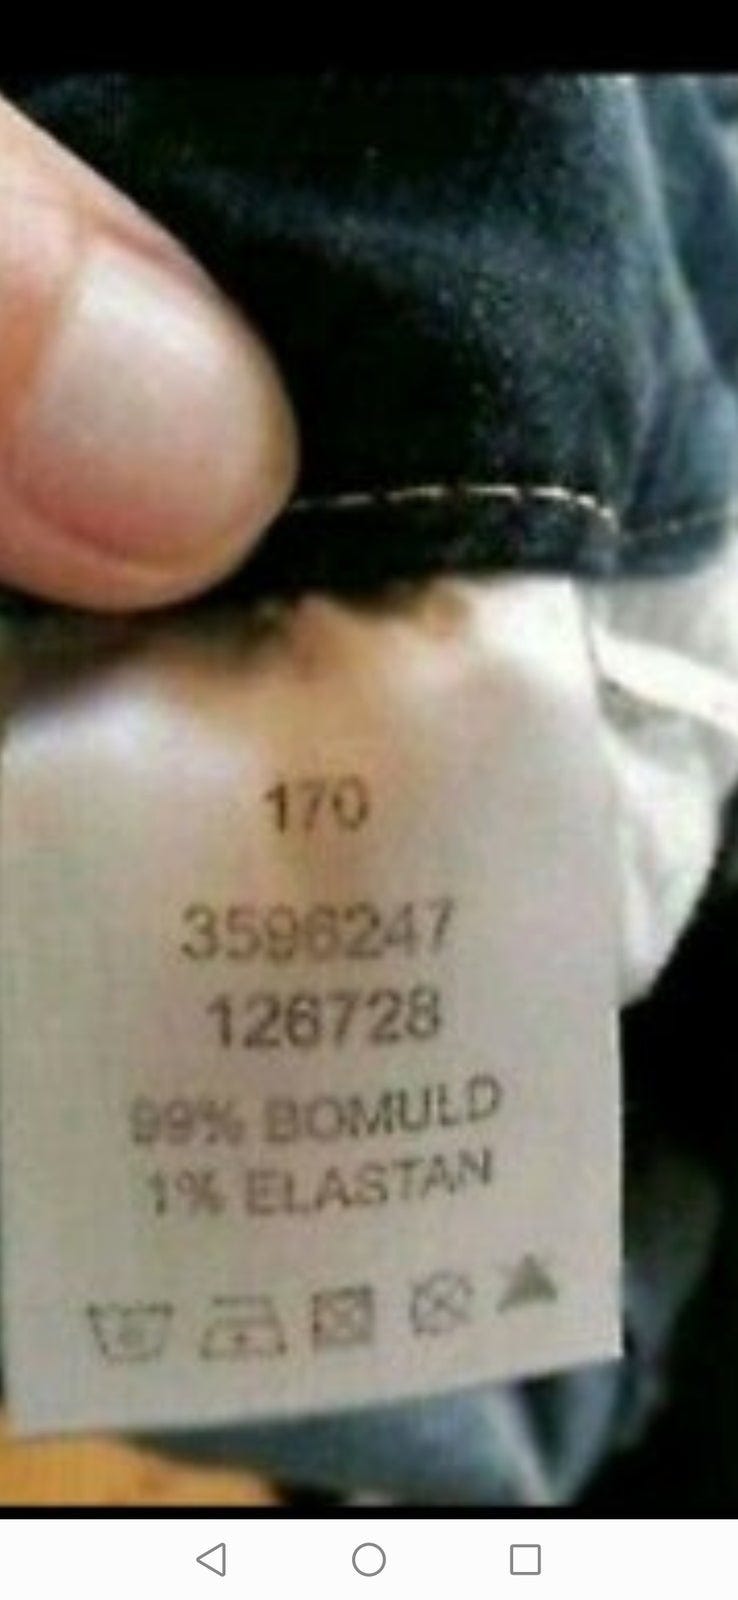 170
3596247
126728
99% BOMULD
1% ELASTAN